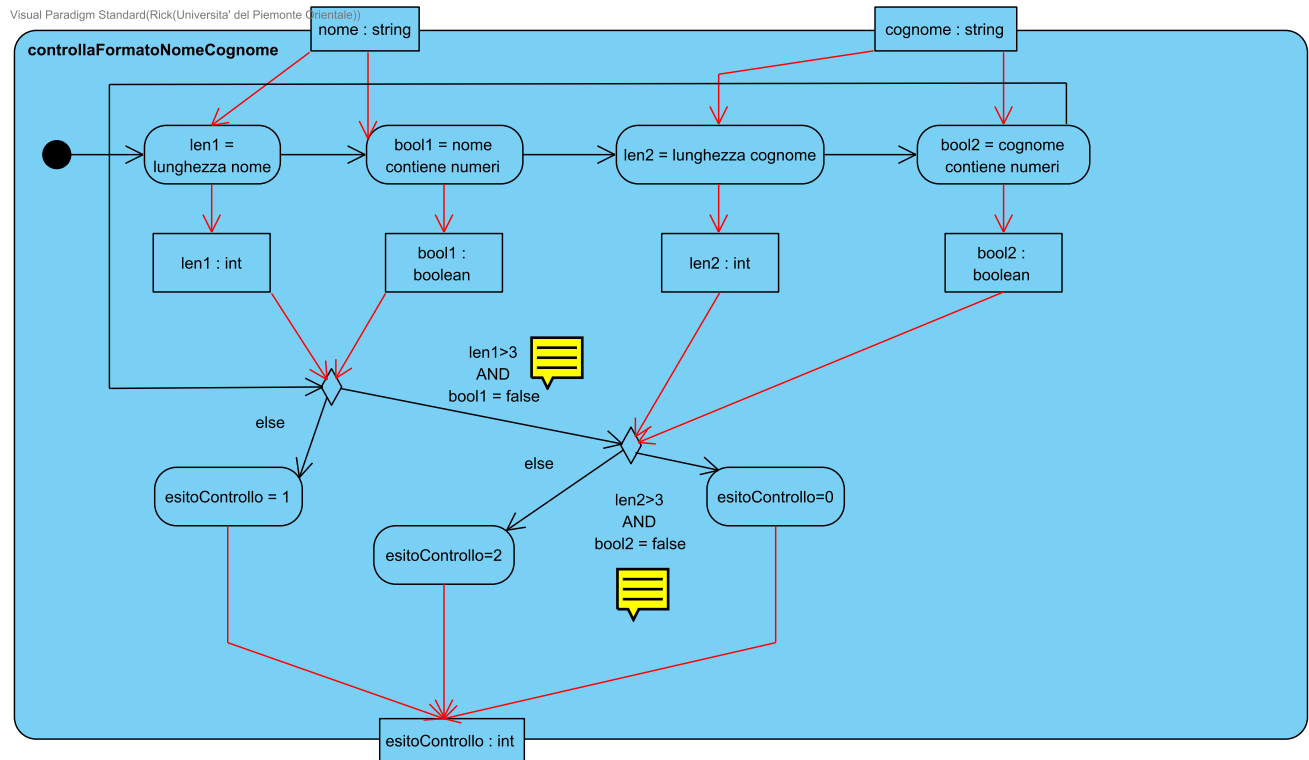 Visual Paradigm Standard(Rick(Universita' del Piemonte Orientale))
nome : string
cognome : string
controllaFormatoNomeCognome
len1 =
lunghezza nome
bool1 = nome
contiene numeri
len2 = lunghezza cognome
bool2 = cognome
contiene numeri
len1 : int
bool1 :
boolean
len2 : int
bool2 :
boolean
len1>3
AND
bool1 = false
else
else
esitoControllo = 1
esitoControllo=2
len2>3
AND
bool2 = false
esitoControllo=0
esitoControllo : int